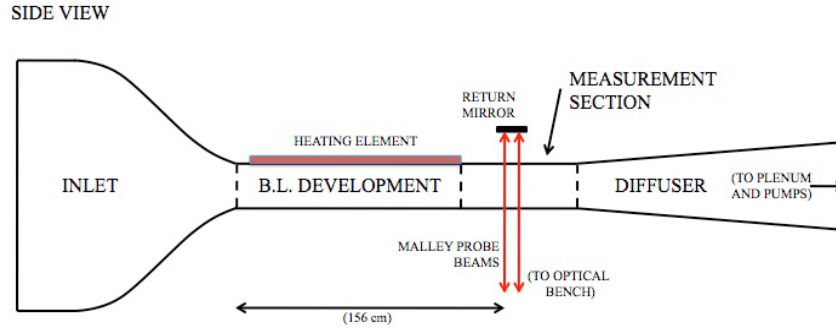 SIDE VIEW
MEASUREMENT
SECTION
RETURN
MIRROR
HEATING ELEMENT
INLET
B.L. DEVELOPMENT
DIFFUSER
(TO PLENUM
AND PUMPS)
MALLEY PROBE
BEAMS
(TO OPTICAL
BENCH)
(156 cm)